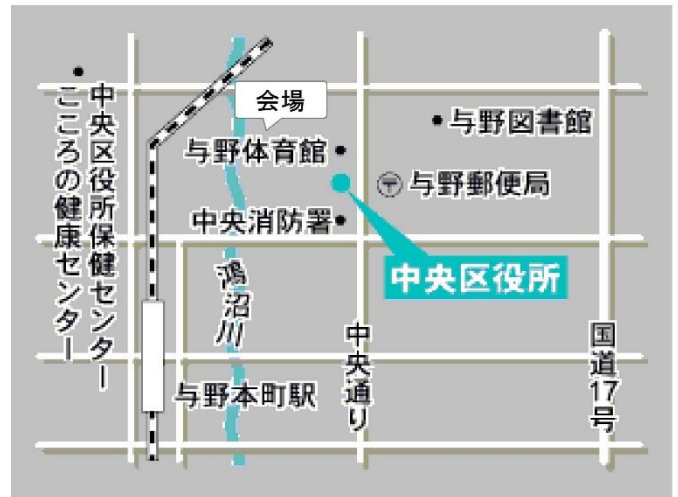 会場
与野図書館
与野体育館
〒与野郵便局
中央消防署
中央区役所
中央区役所保健センター
こころの健康センター
鴻沼川
与野本町駅
中央通り
国道17号